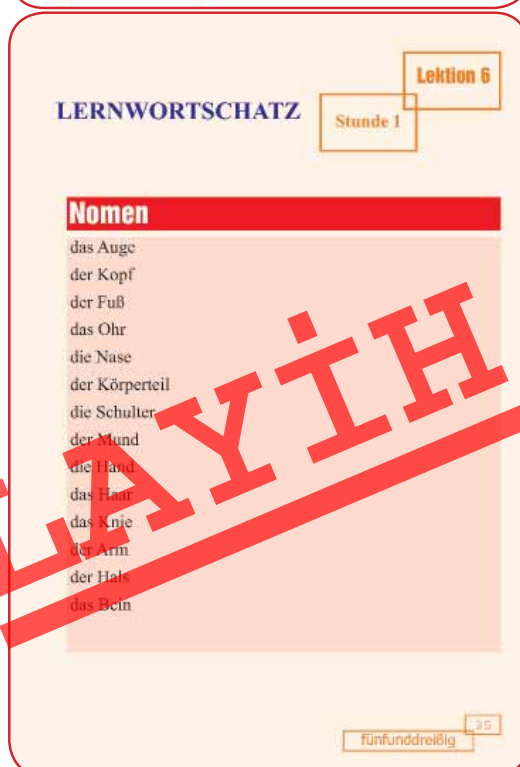 Lektion 6
LERNWORTSCHATZ
Stunde 1
Nomen
das Auge
der Kopf
der Fuß
das Ohr
die Nase
der Körperteil
die Schulter
der Mund
die Hand
das Haar
das Knie
der Arm
der Hals
das Bein
LAYİH
35
fünfunddreißig